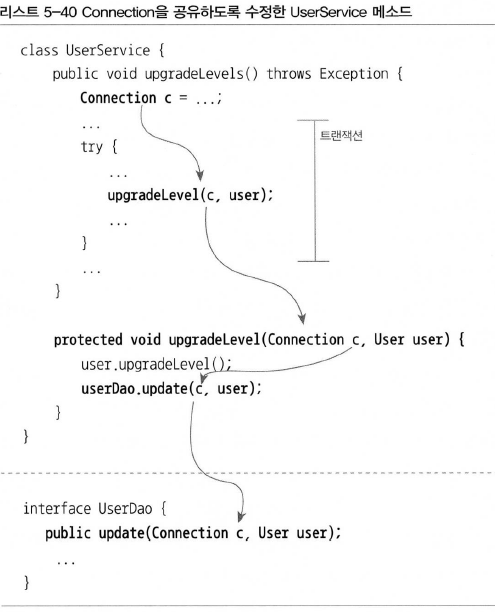 리스트 5-40 Connection을 공유하도록 수정한 UserService 메소드
class UserService {
public void upgradeLevels() throws Exception {
Connection c = ...;
...
try {
트랜잭션
...
upgradeLevel(c, user);
...
}
...
}
protected void upgradeLevel(Connection c, User user) {
user.upgradeLevel();
userDao.update(c, user);
}
}
interface UserDao {
public update(Connection c, User user);
...
}